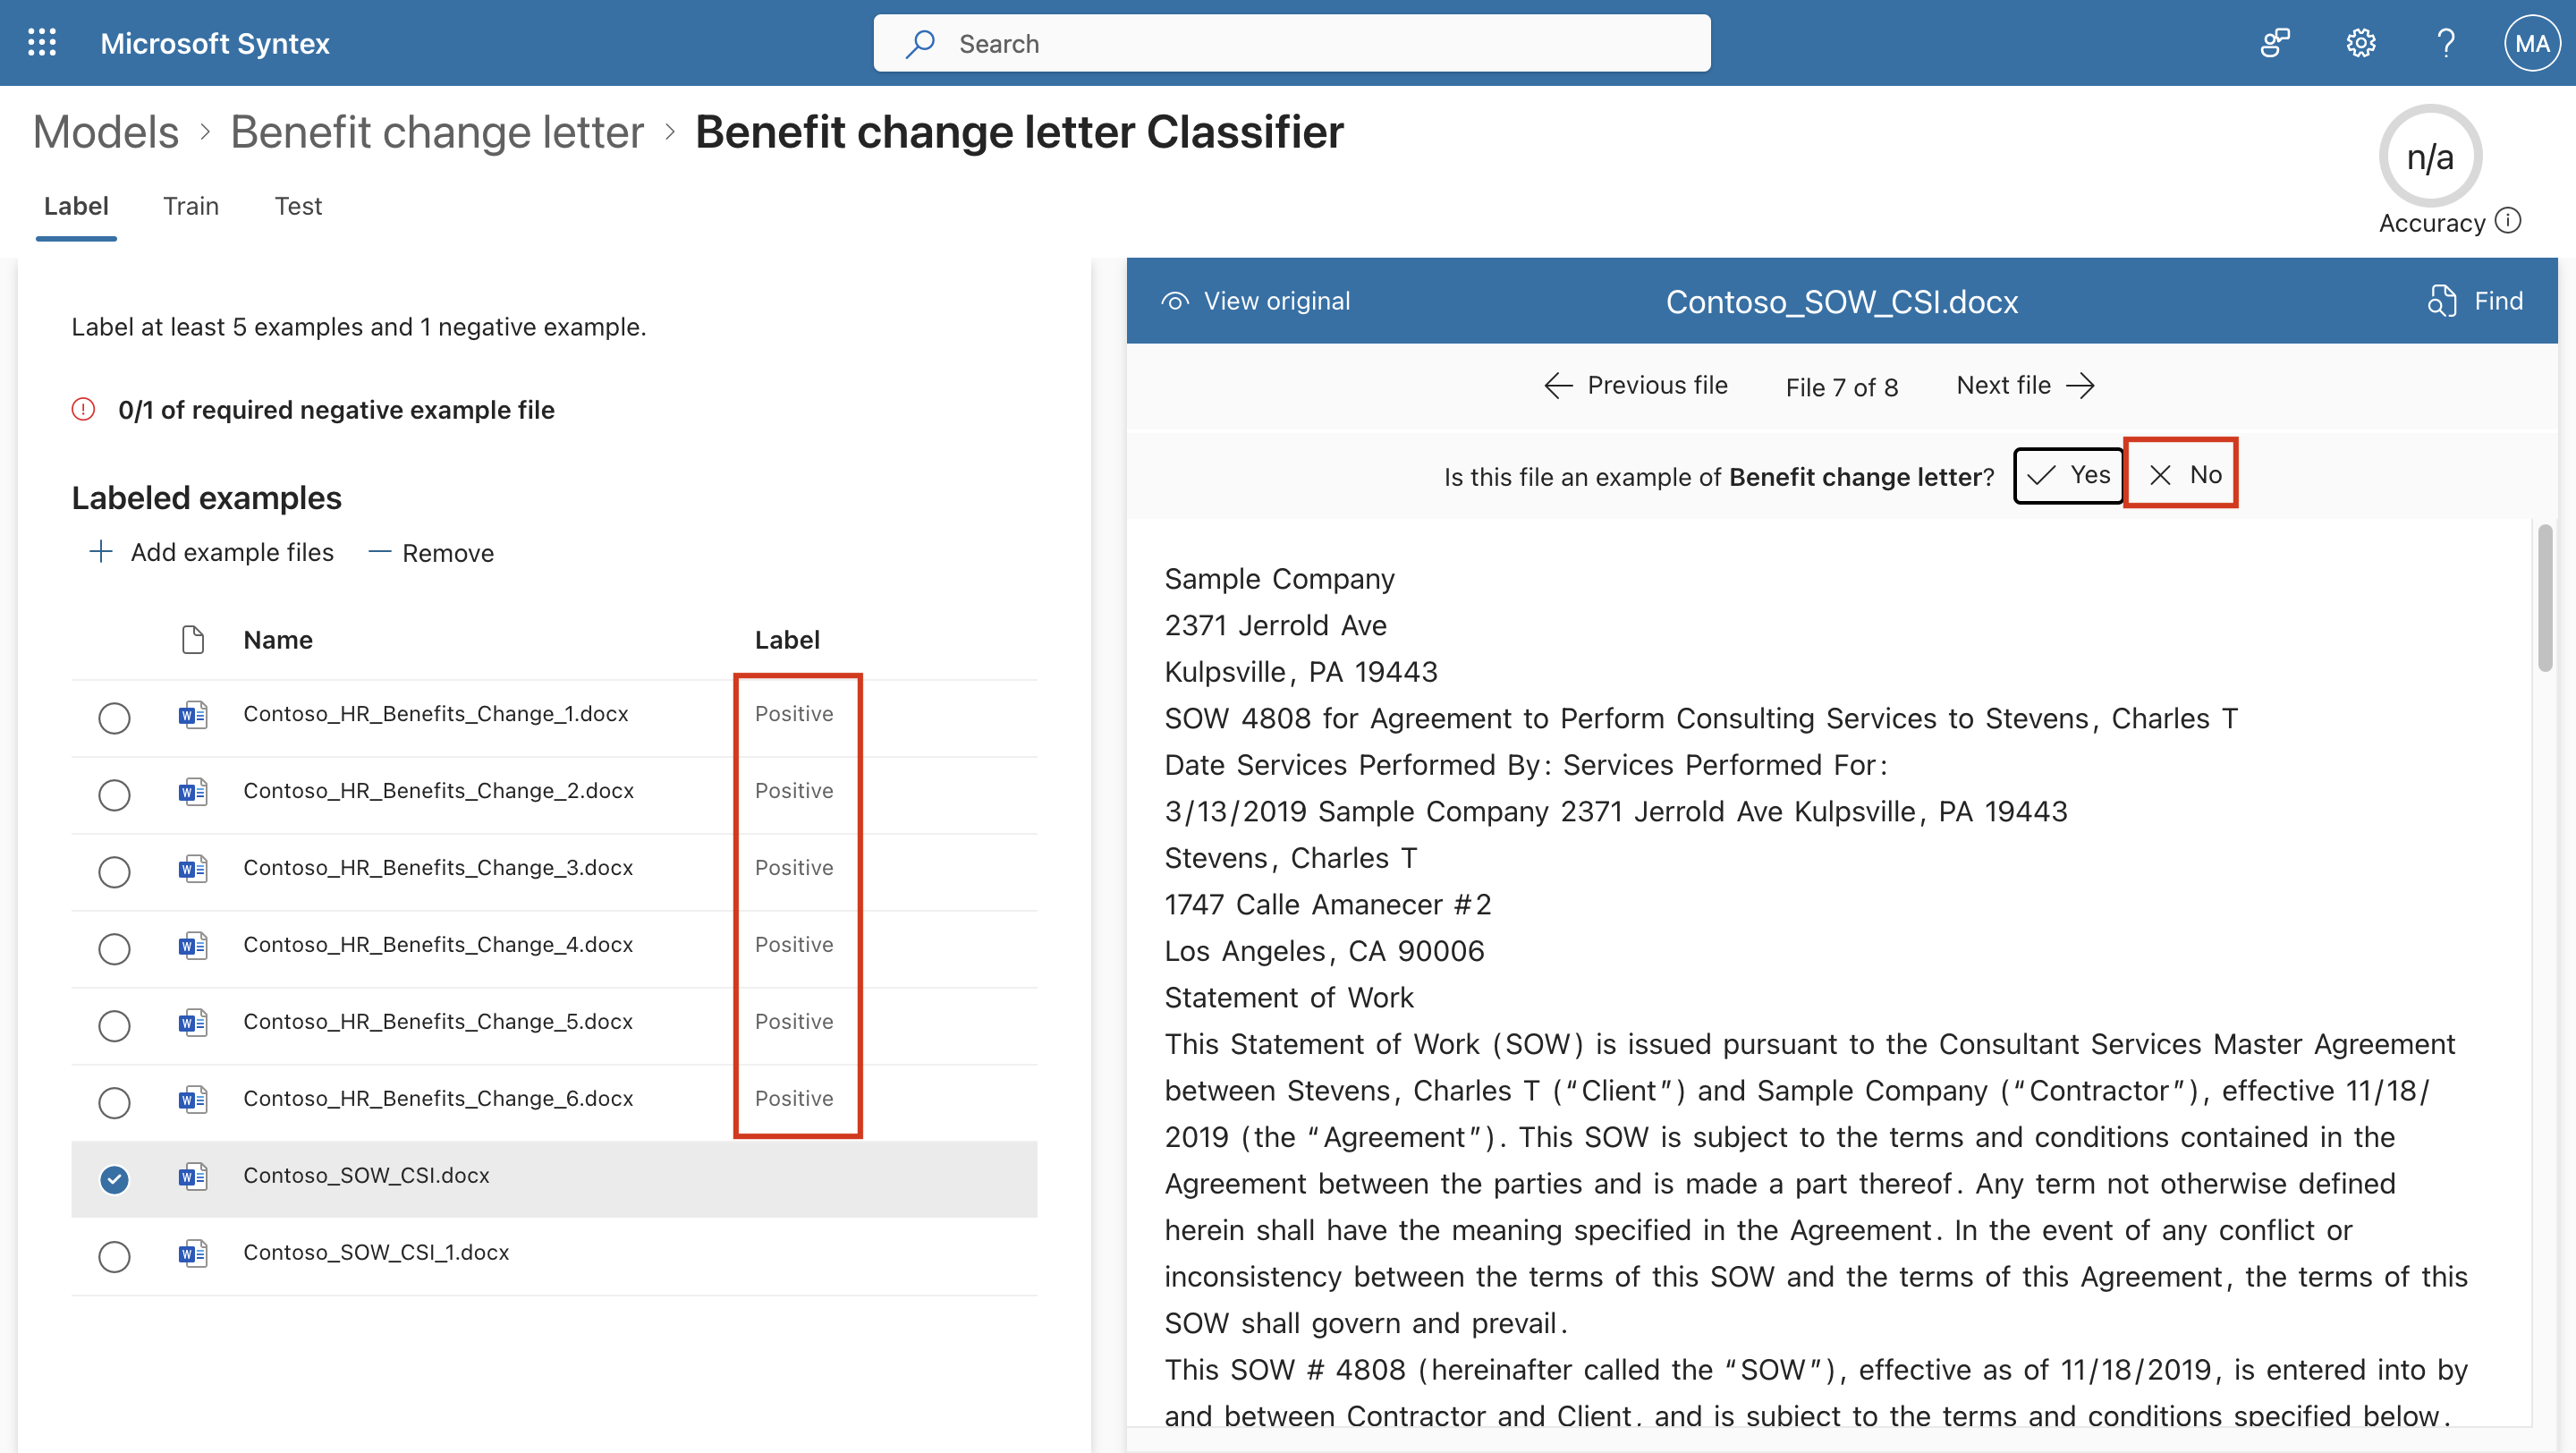 Microsoft Syntex
Search
MA
Models > Benefit change letter > Benefit change letter Classifier
n/a
Accuracy
Label Train Test
Label at least 5 examples and 1 negative example.
0/1 of required negative example file
Labeled examples
+ Add example files — Remove
Name Label
Contoso_HR_Benefits_Change_1.docx Positive
Contoso_HR_Benefits_Change_2.docx Positive
Contoso_HR_Benefits_Change_3.docx Positive
Contoso_HR_Benefits_Change_4.docx Positive
Contoso_HR_Benefits_Change_5.docx Positive
Contoso_HR_Benefits_Change_6.docx Positive
Contoso_SOW_CSI.docx
Contoso_SOW_CSI_1.docx
View original Contoso_SOW_CSI.docx Find
← Previous file File 7 of 8 Next file →
Is this file an example of Benefit change letter? Yes No
Sample Company
2371 Jerrold Ave
Kulpsville, PA 19443
SOW 4808 for Agreement to Perform Consulting Services to Stevens, Charles T
Date Services Performed By: Services Performed For:
3/13/2019 Sample Company 2371 Jerrold Ave Kulpsville, PA 19443
Stevens, Charles T
1747 Calle Amanecer #2
Los Angeles, CA 90006
Statement of Work
This Statement of Work (SOW) is issued pursuant to the Consultant Services Master Agreement
between Stevens, Charles T (“Client”) and Sample Company (“Contractor”), effective 11/18/
2019 (the “Agreement”). This SOW is subject to the terms and conditions contained in the
Agreement between the parties and is made a part thereof. Any term not otherwise defined
herein shall have the meaning specified in the Agreement. In the event of any conflict or
inconsistency between the terms of this SOW and the terms of this Agreement, the terms of this
SOW shall govern and prevail.
This SOW # 4808 (hereinafter called the “SOW”), effective as of 11/18/2019, is entered into by
and between Contractor and Client, and is subject to the terms and conditions specified below.